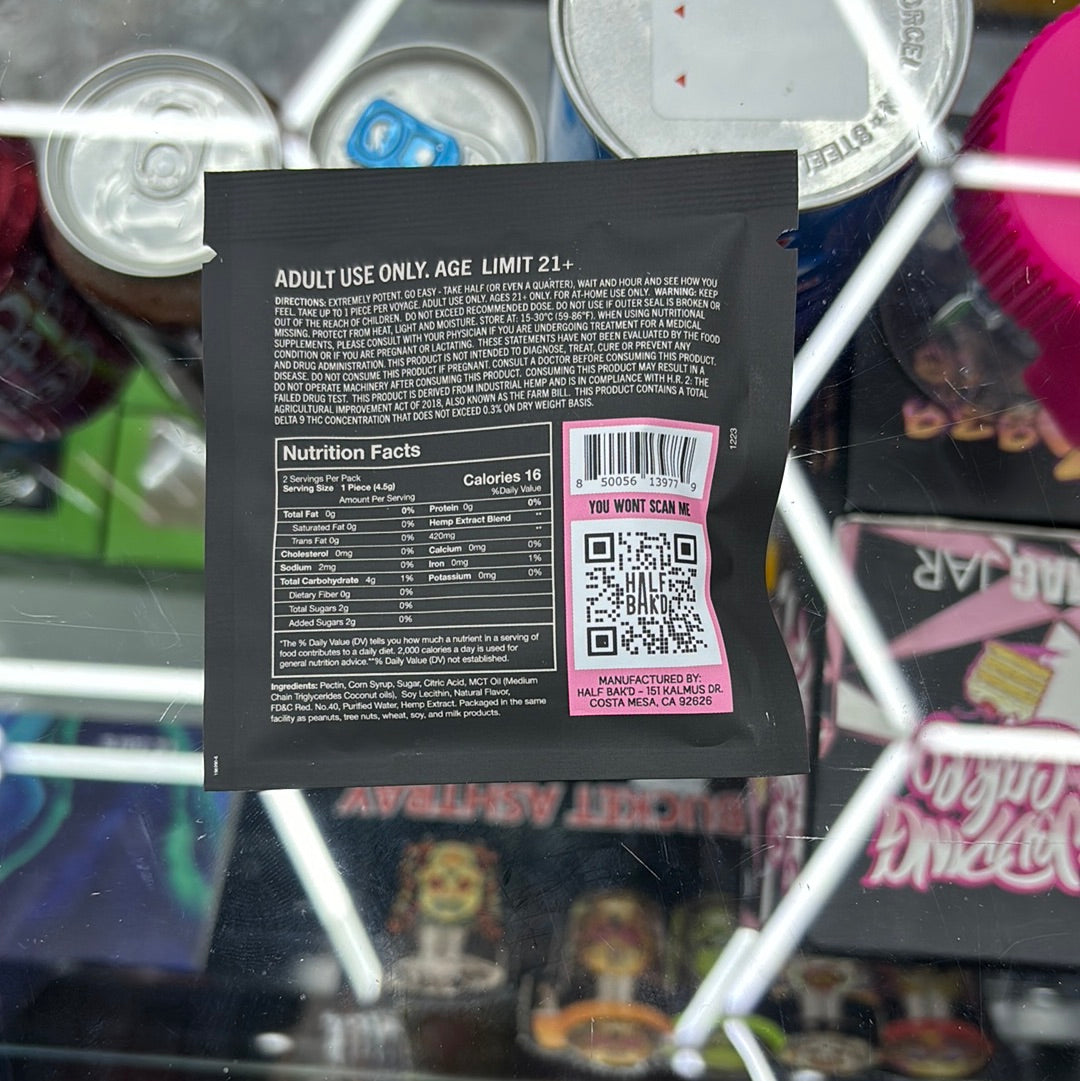 ADULT USE ONLY. AGE LIMIT 21+
DIRECTIONS: EXTREMELY POTENT. GO EASY - TAKE HALF (OR EVEN A QUARTER), WAIT AND HOUR AND SEE HOW YOU
FEEL. TAKE UP TO 1 PIECE PER VOYAGE. ADULT USE ONLY. AGES 21+ ONLY. FOR AT-HOME USE ONLY. WARNING: KEEP
OUT OF THE REACH OF CHILDREN. DO NOT EXCEED RECOMMENDED DOSE. DO NOT USE IF OUTER SEAL IS BROKEN OR
MISSING. PROTECT FROM HEAT, LIGHT AND MOISTURE. STORE AT: 15-30°C (59-86°F). WHEN USING NUTRITIONAL
SUPPLEMENTS, PLEASE CONSULT WITH YOUR PHYSICIAN IF YOU ARE UNDERGOING TREATMENT FOR A MEDICAL
CONDITION OR IF YOU ARE PREGNANT OR LACTATING. THESE STATEMENTS HAVE NOT BEEN EVALUATED BY THE FOOD
AND DRUG ADMINISTRATION. THIS PRODUCT IS NOT INTENDED TO DIAGNOSE, TREAT, CURE OR PREVENT ANY
DISEASE. DO NOT CONSUME THIS PRODUCT IF PREGNANT. CONSULT A DOCTOR BEFORE CONSUMING THIS PRODUCT.
DO NOT OPERATE MACHINERY AFTER CONSUMING THIS PRODUCT. CONSUMING THIS PRODUCT MAY RESULT IN A
FAILED DRUG TEST. THIS PRODUCT IS DERIVED FROM INDUSTRIAL HEMP AND IS IN COMPLIANCE WITH H.R. 2. THE
AGRICULTURAL IMPROVEMENT ACT OF 2018, ALSO KNOWN AS THE FARM BILL. THIS PRODUCT CONTAINS A TOTAL
DELTA 9 THC CONCENTRATION THAT DOES NOT EXCEED 0.3% ON DRY WEIGHT BASIS.
Nutrition Facts
2 Servings Per Pack
Serving Size 1 Piece (4.5g)
Calories 16
Amount Per Serving
%Daily Value
Total Fat 0g 0%
Saturated Fat 0g 0%
Trans Fat 0g 0%
Cholesterol 0mg 0%
Sodium 2mg 0%
Total Carbohydrate 4g 1%
Dietary Fiber 0g 0%
Total Sugars 2g 0%
Added Sugars 2g 0%
Protein 0g 0%
Hemp Extract Blend **
420mg **
Calcium 0mg 0%
Iron 0mg 1%
Potassium 0mg 0%
*The % Daily Value (DV) tells you how much a nutrient in a serving of
food contributes to a daily diet. 2,000 calories a day is used for
general nutrition advice.**% Daily Value (DV) not established.
Ingredients: Pectin, Corn Syrup, Sugar, Citric Acid, MCT Oil (Medium
Chain Triglycerides Coconut oils), Soy Lecithin, Natural Flavor,
FD&C Red. No.40, Purified Water, Hemp Extract. Packaged in the same
facility as peanuts, tree nuts, wheat, soy, and milk products.
8 50056 13977 9
YOU WONT SCAN ME
HALF
BAK'D
MANUFACTURED BY:
HALF BAK'D - 151 KALMUS DR.
COSTA MESA, CA 92626
1223
BUCKET ASHTRAY
JAR
STEEL